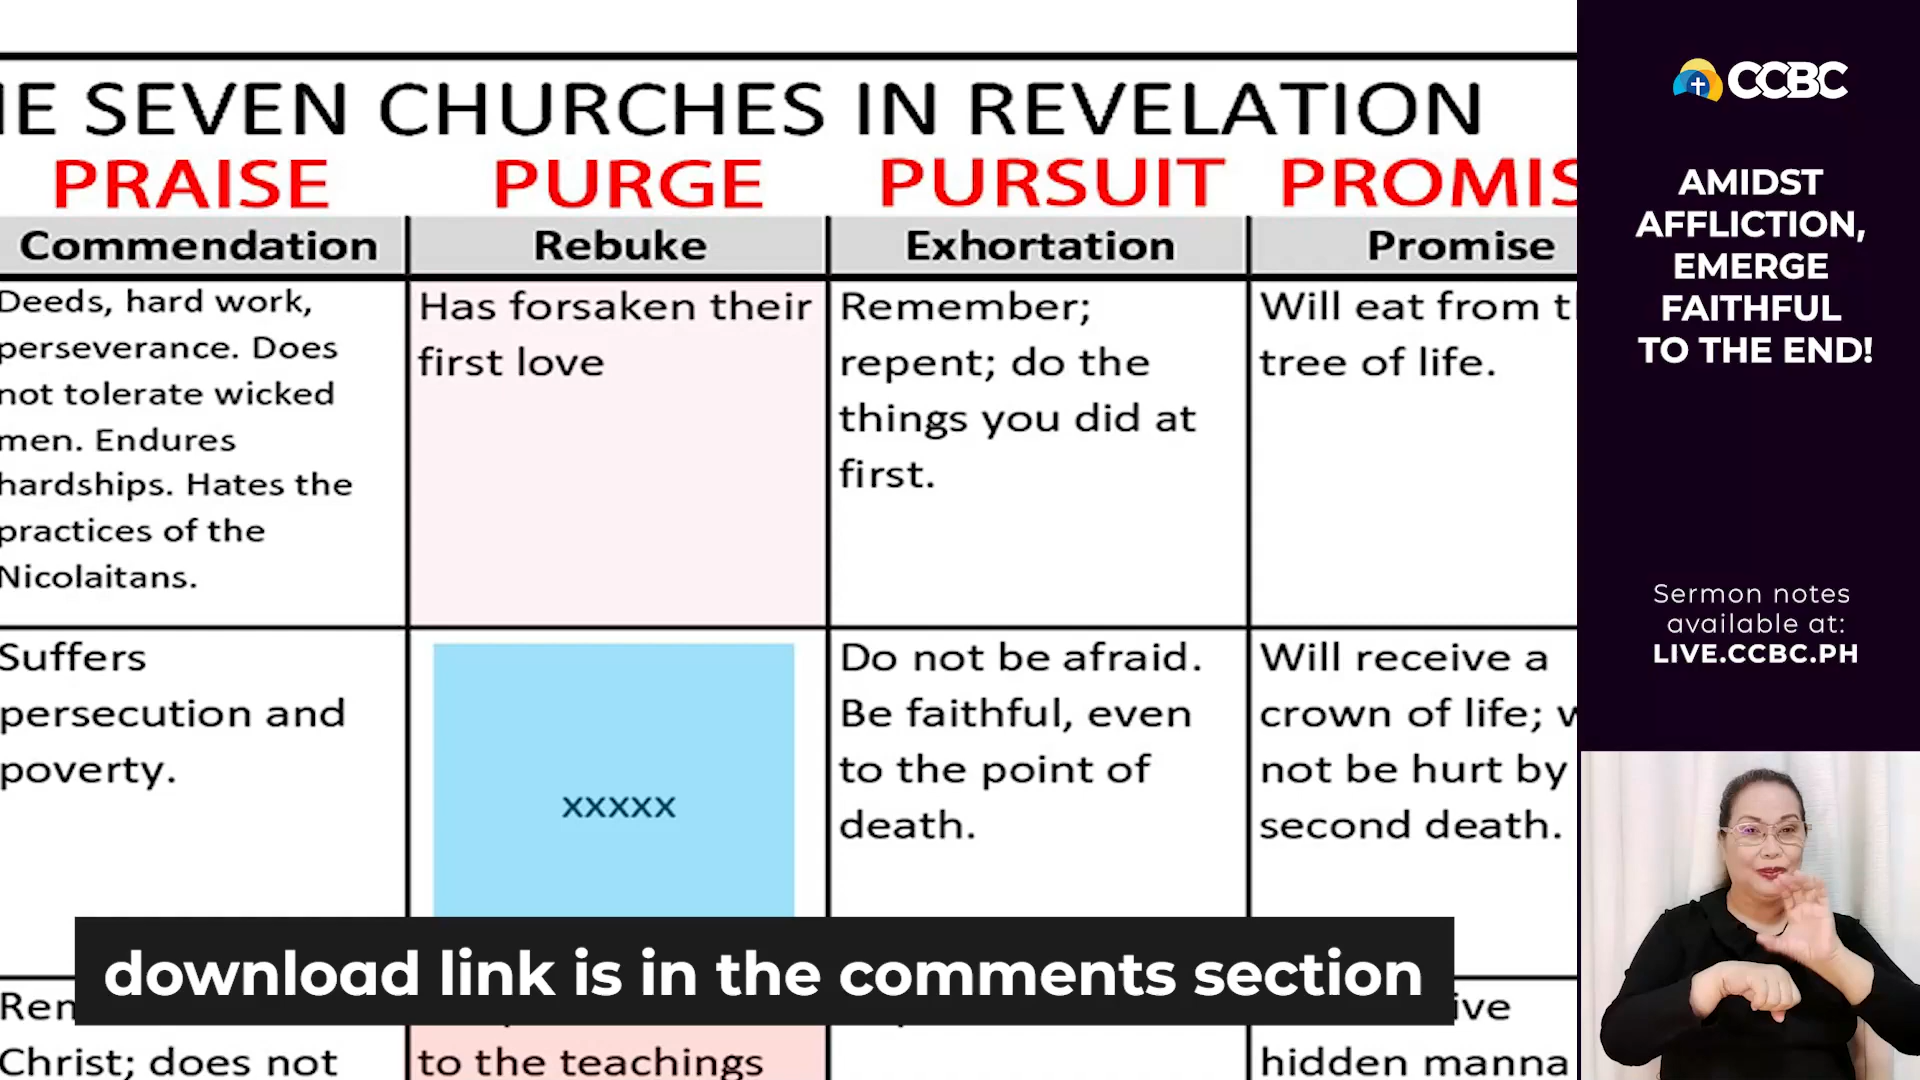 SEVEN CHURCHES IN REVELATION
PRAISE PURGE PURSUIT
Commendation Rebuke Exhortation Promise
Deeds, hard work,
perseverance. Does
not tolerate wicked
men. Endures
hardships. Hates the
practices of the
Nicolaitans.
Has forsaken their
first love
Remember;
repent; do the
things you did at
first.
Will eat from
tree of life.
Suffers
persecution and
poverty.
xxxxx
Do not be afraid.
Be faithful, even
to the point of
death.
Will receive a
crown of life;
not be hurt by
second death.
Christ; does not
to the teachings
hidden manna
download link is in the comments section
CCBC
AMIDST
AFFLICTION,
EMERGE
FAITHFUL
TO THE END!
Sermon notes
available at:
LIVE.CCBC.PH